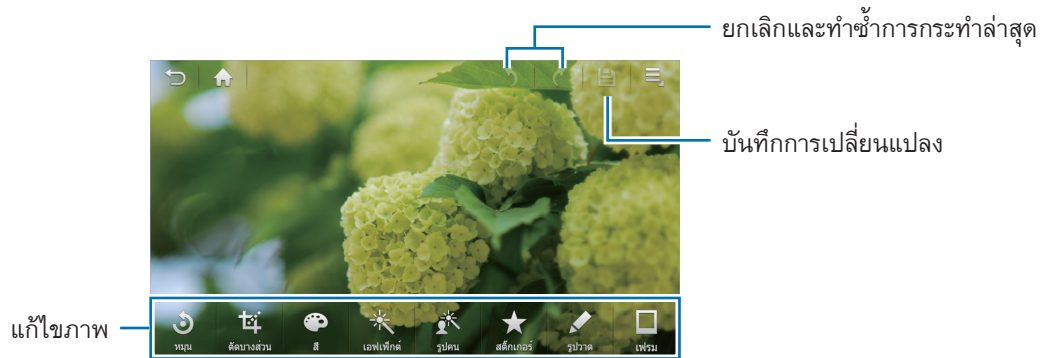 ยกเลิกและทำซ้ำการกระทำล่าสุด
บันทึกการเปลี่ยนแปลง
แก้ไขภาพ
หมุน ตัดบางส่วน สี เอฟเฟ็กต์ รูปคน สติ๊กเกอร์ รูปวาด เฟรม